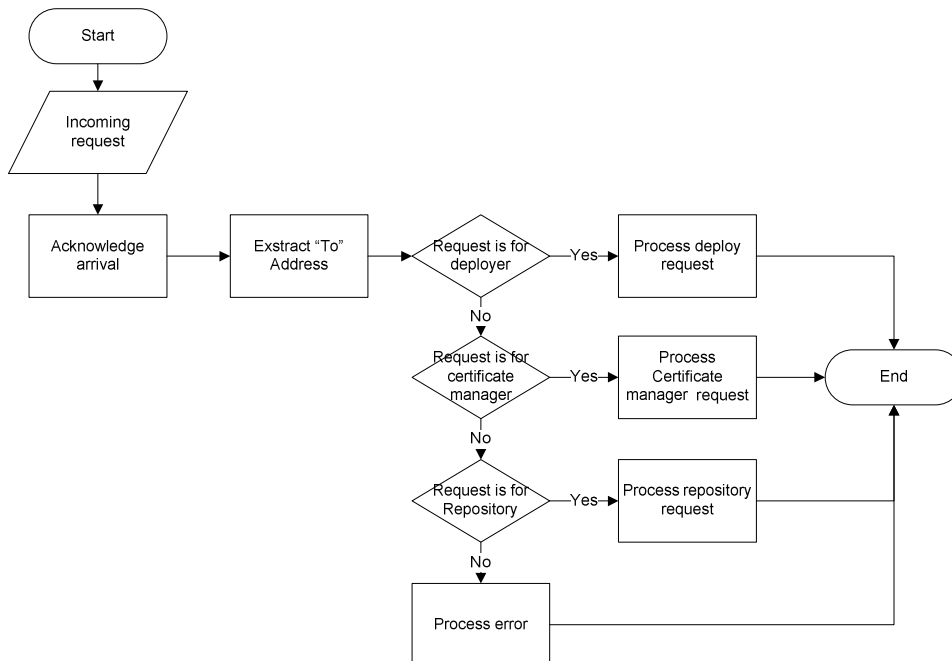 Start
Incoming
request
Acknowledge
arrival
Exstract “To”
Address
Request is for
deployer
Yes
Process deploy
request
No
Request is for
certificate
manager
Yes
Process
Certificate
manager request
End
No
Request is for
Repository
Yes
Process repository
request
No
Process error